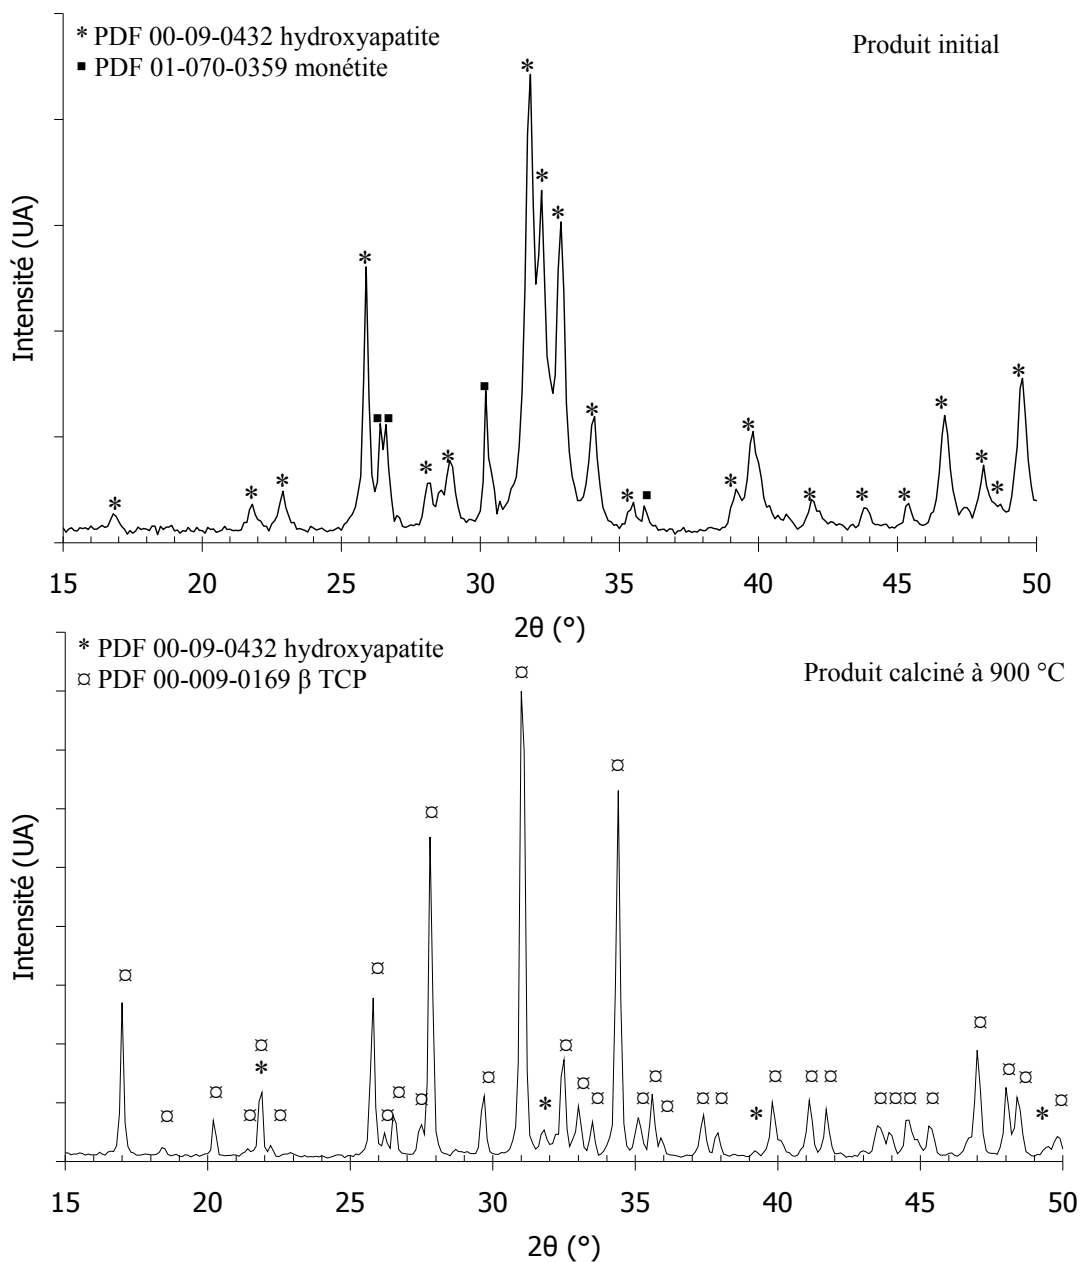 * PDF 00-09-0432 hydroxyapatite
■ PDF 01-070-0359 monétite
Produit initial
Intensité (UA)
15 20 25 30 35 40 45 50
2θ (°)
* PDF 00-09-0432 hydroxyapatite
¤ PDF 00-009-0169 β TCP
Produit calciné à 900 °C
Intensité (UA)
15 20 25 30 35 40 45 50
2θ (°)